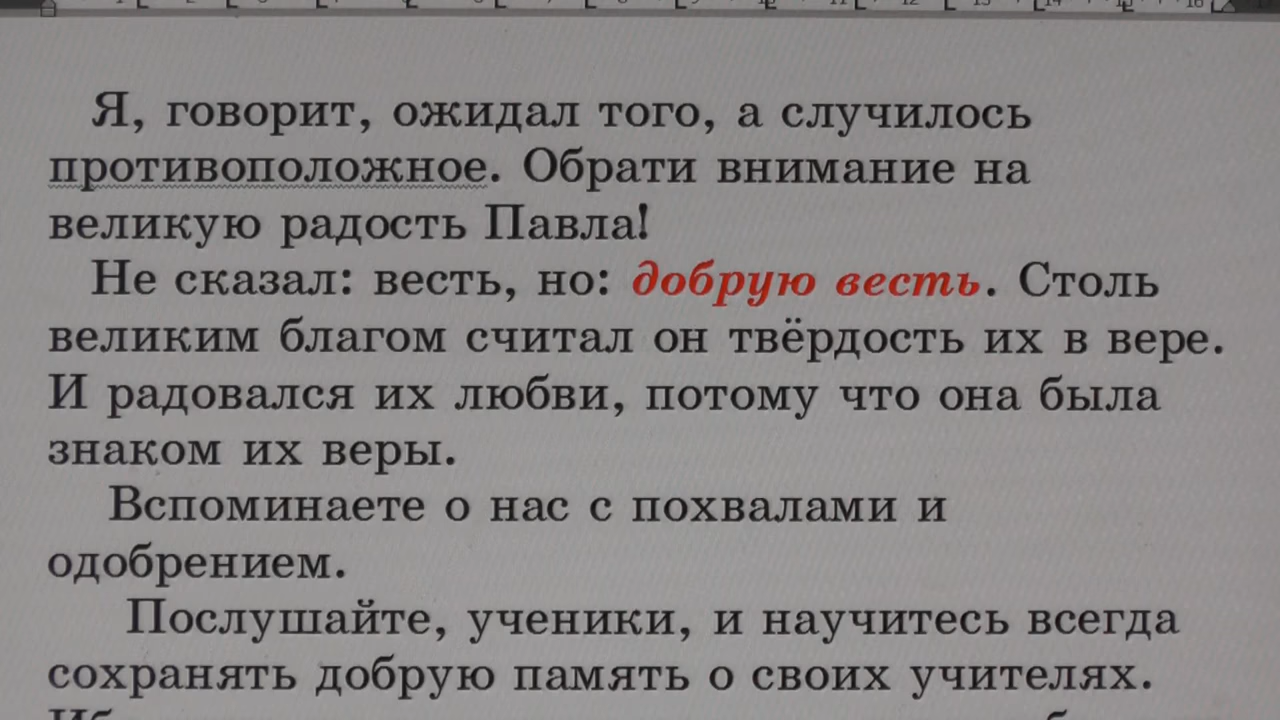 Я, говорит, ожидал того, а случилось
противоположное. Обрати внимание на
великую радость Павла!
Не сказал: весть, но: добрую весть. Столь
великим благом считал он твёрдость их в вере.
И радовался их любви, потому что она была
знаком их веры.
Вспоминаете о нас с похвалами и
одобрением.
Послушайте, ученики, и научитесь всегда
сохранять добрую память о своих учителях.